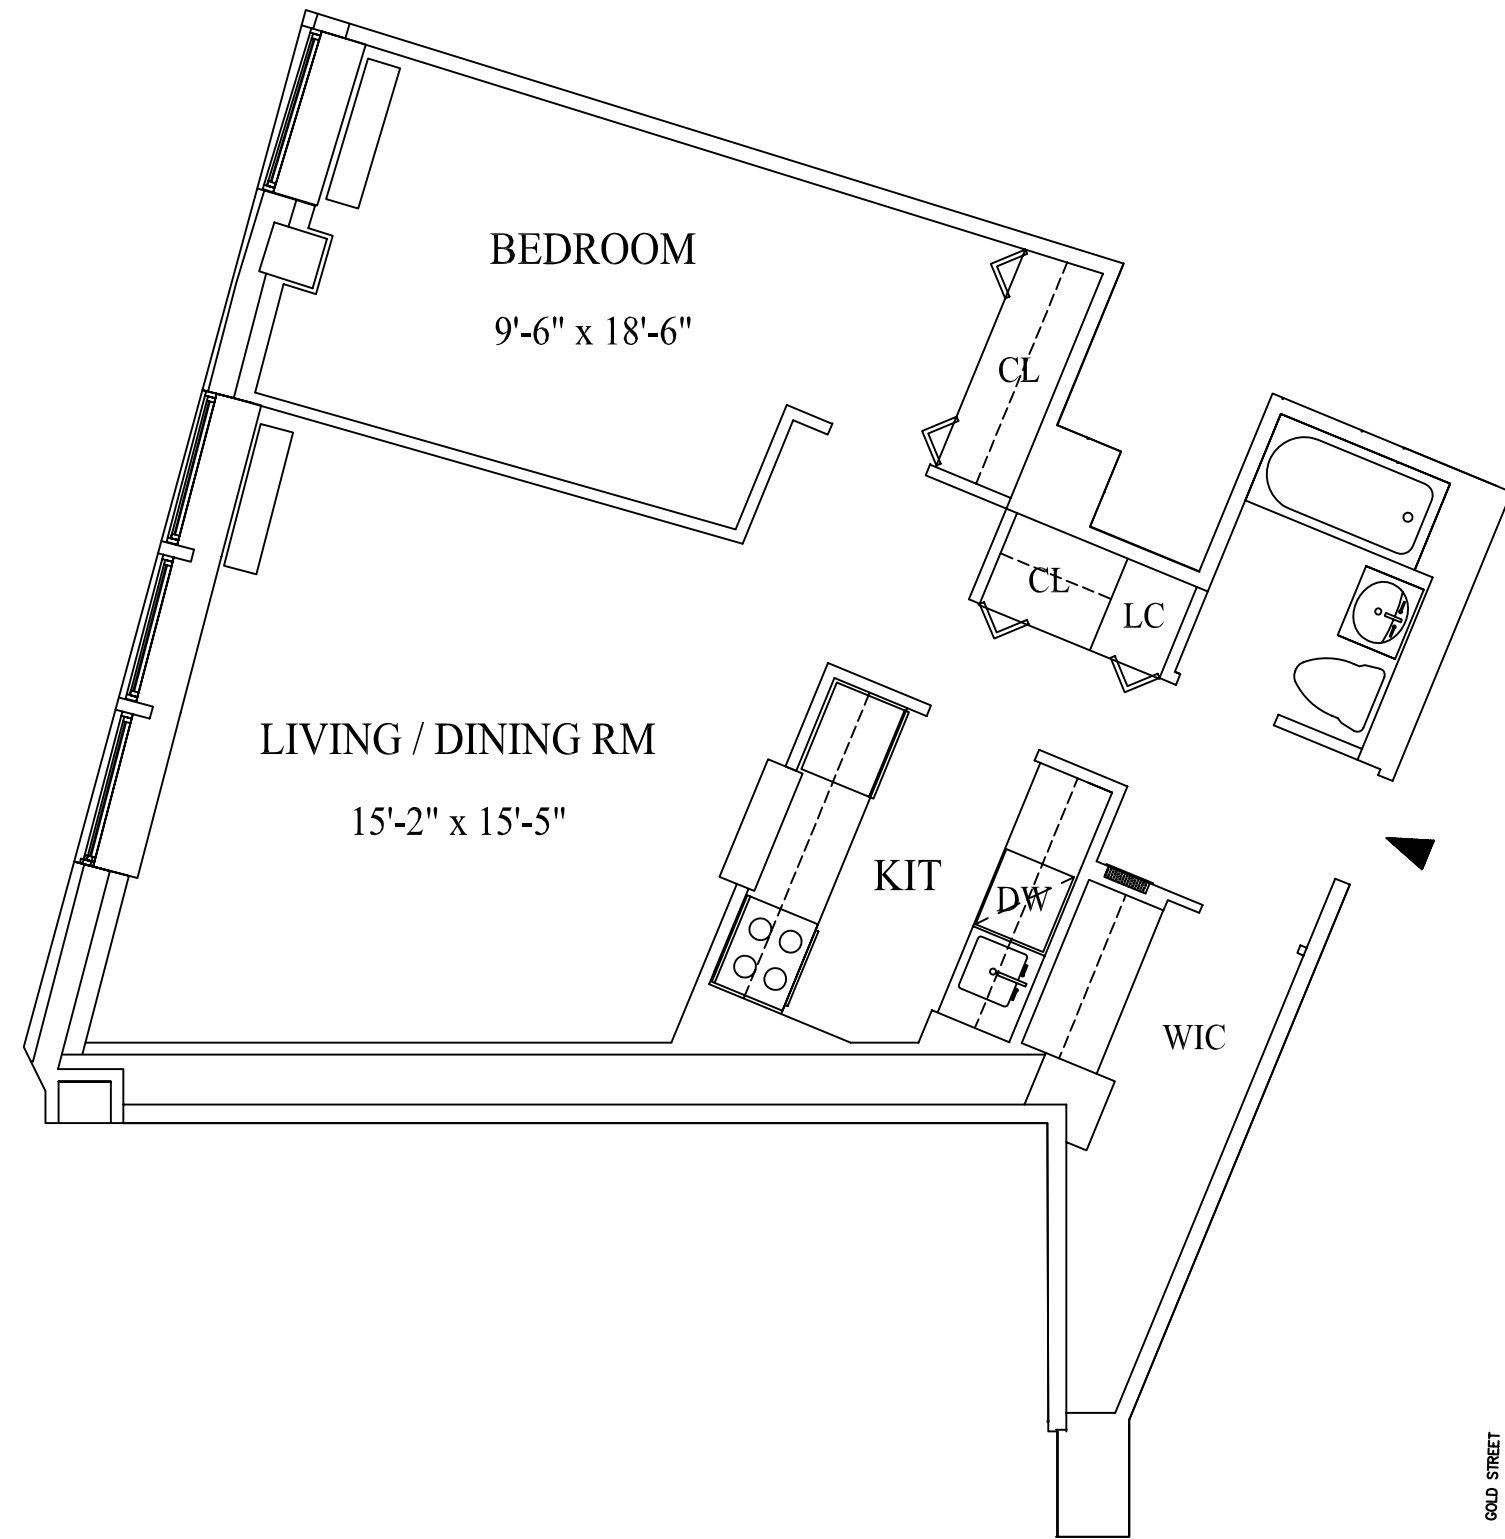 BEDROOM
9'-6" x 18'-6"
CL
CL
LC
LIVING / DINING RM
15'-2" x 15'-5"
KIT
DW
WIC
GOLD STREET